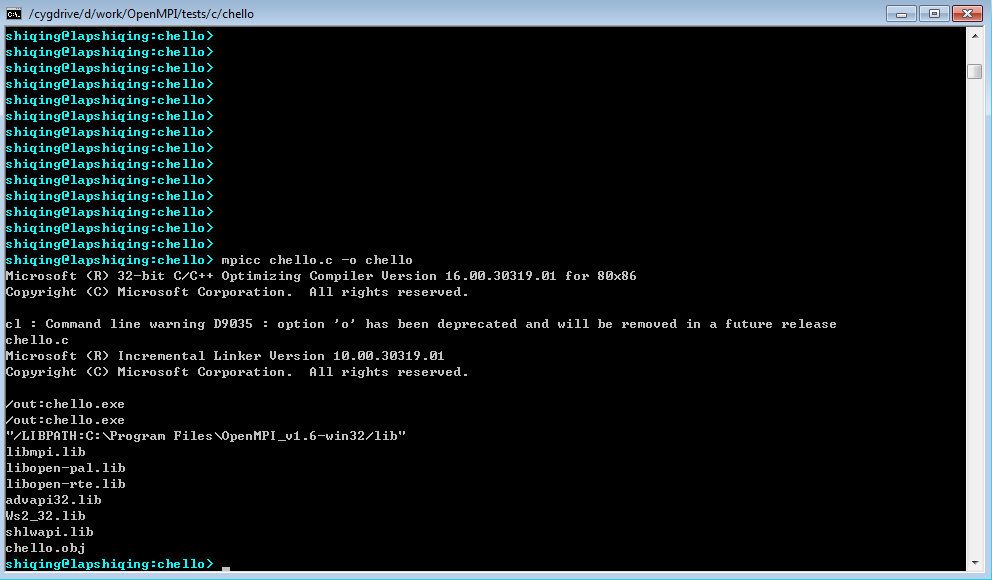 /cygdrive/d/work/OpenMPI/tests/c/chello
shiqing@lapshiqing:chello>
shiqing@lapshiqing:chello>
shiqing@lapshiqing:chello>
shiqing@lapshiqing:chello>
shiqing@lapshiqing:chello>
shiqing@lapshiqing:chello>
shiqing@lapshiqing:chello>
shiqing@lapshiqing:chello>
shiqing@lapshiqing:chello>
shiqing@lapshiqing:chello>
shiqing@lapshiqing:chello>
shiqing@lapshiqing:chello>
shiqing@lapshiqing:chello>
shiqing@lapshiqing:chello>
shiqing@lapshiqing:chello> mpicc chello.c -o chello
Microsoft (R) 32-bit C/C++ Optimizing Compiler Version 16.00.30319.01 for 80x86
Copyright (C) Microsoft Corporation.  All rights reserved.

cl : Command line warning D9035 : option 'o' has been deprecated and will be removed in a future release
chello.c
Microsoft (R) Incremental Linker Version 10.00.30319.01
Copyright (C) Microsoft Corporation.  All rights reserved.

/out:chello.exe
/out:chello.exe
"/LIBPATH:C:\Program Files\OpenMPI_v1.6-win32/lib"
libmpi.lib
libopen-pal.lib
libopen-rte.lib
advapi32.lib
Ws2_32.lib
shlwapi.lib
chello.obj
shiqing@lapshiqing:chello> _